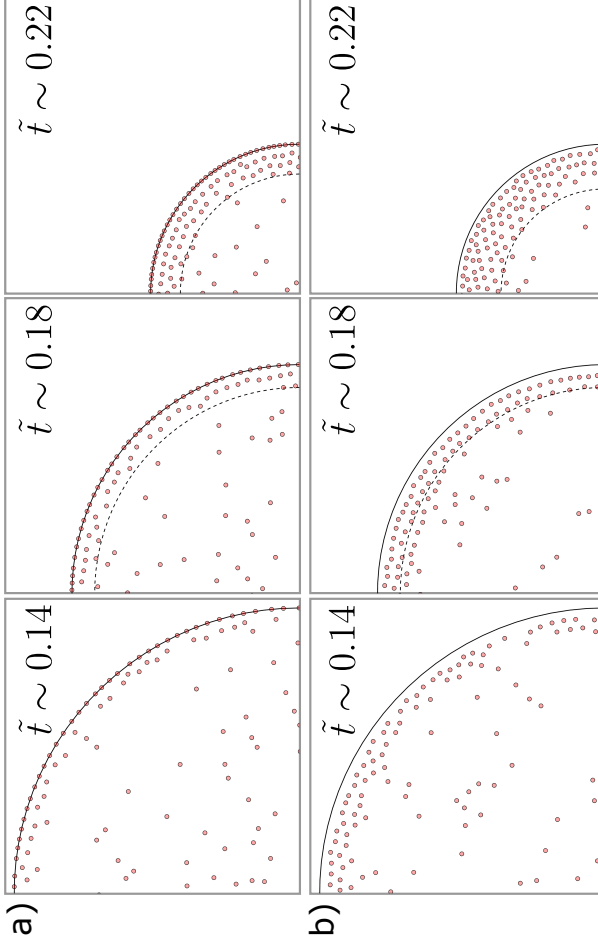 a)
t̃ ∼ 0.14
t̃ ∼ 0.18
t̃ ∼ 0.22
b)
t̃ ∼ 0.14
t̃ ∼ 0.18
t̃ ∼ 0.22